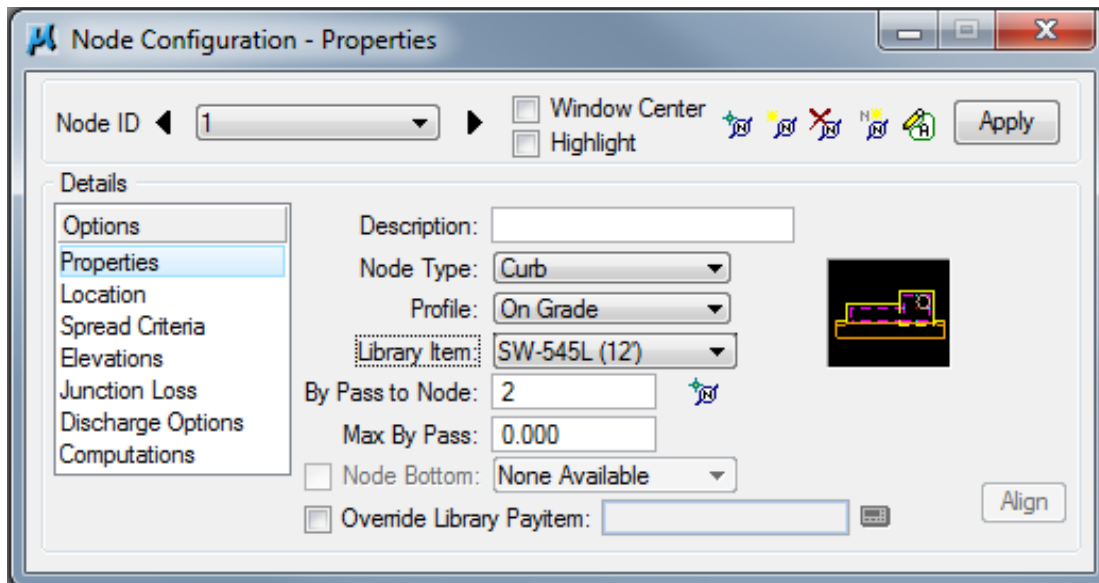 Node Configuration - Properties
Node ID 1 Window Center Apply
Highlight
Details
Options
Properties
Location
Spread Criteria
Elevations
Junction Loss
Discharge Options
Computations
Description:
Node Type: Curb
Profile: On Grade
Library Item: SW-545L (12')
By Pass to Node: 2
Max By Pass: 0.000
Node Bottom: None Available
Override Library Payitem:
Align